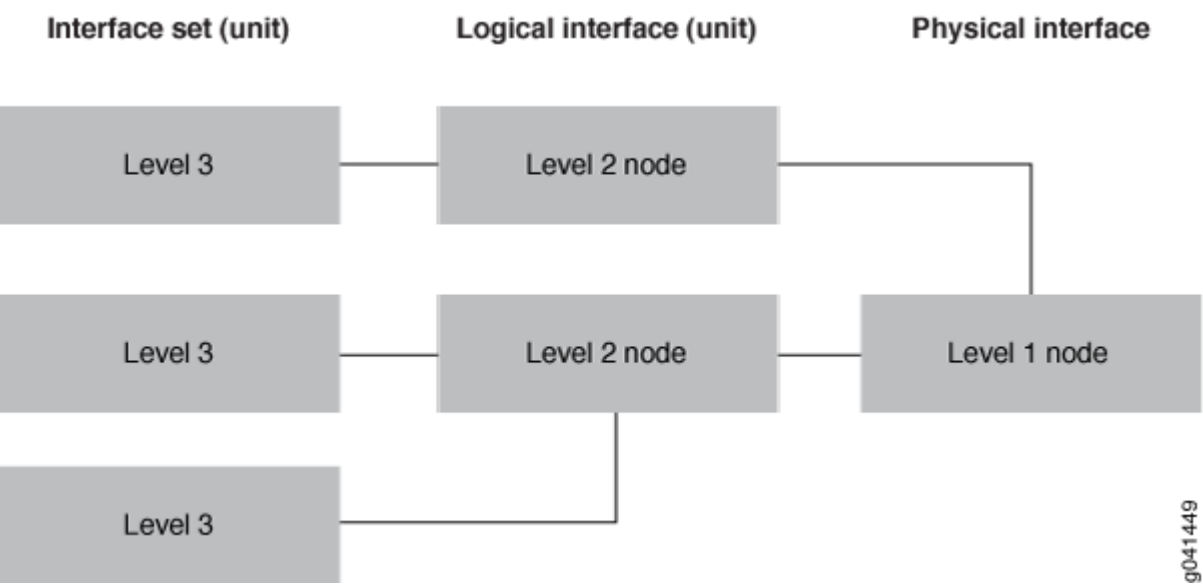 Interface set (unit)
Logical interface (unit)
Physical interface
Level 3
Level 2 node
Level 3
Level 2 node
Level 1 node
Level 3
g041449